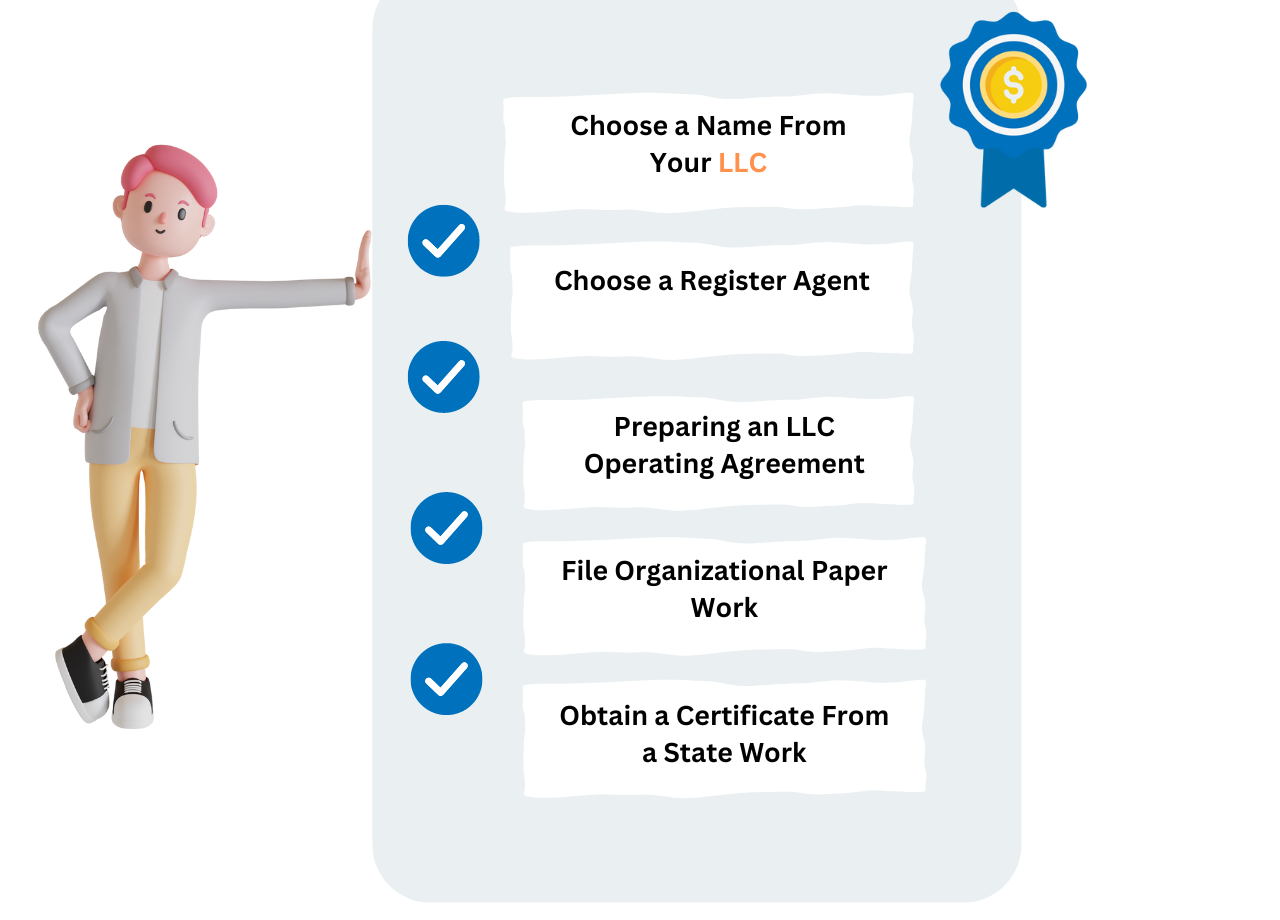 Choose a Name From
Your LLC
Choose a Register Agent
Preparing an LLC
Operating Agreement
File Organizational Paper
Work
Obtain a Certificate From
a State Work
$